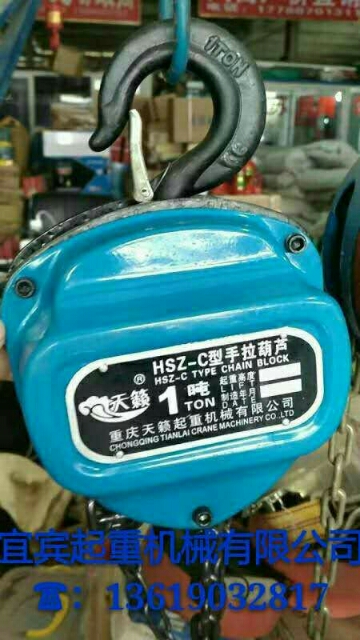 1TON
HSZ-C型手拉葫芦
HSZ-C TYPE CHAIN BLOCK
天籁®
1吨
TON
起重高度
LIFT
制造年月
DATE
重庆天籁起重机械有限公司
CHONGQING TIANLAI CRANE MACHINERY CO.,LTD
宜宾起重机械有限公司
☎：13619032817